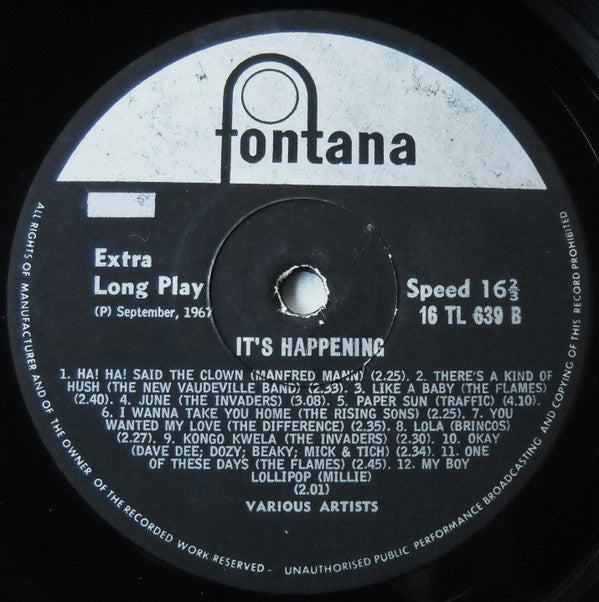 fontana
Extra
Long Play
(P) September, 1967
Speed 16⅔
16 TL 639 B
IT'S HAPPENING
1. HA! HA! SAID THE CLOWN (MANFRED MANN) (2.25). 2. THERE'S A KIND OF
HUSH (THE NEW VAUDEVILLE BAND) (2.33). 3. LIKE A BABY (THE FLAMES)
(2.40). 4. JUNE (THE INVADERS) (3.08). 5. PAPER SUN (TRAFFIC) (4.10).
6. I WANNA TAKE YOU HOME (THE RISING SONS) (2.25). 7. YOU
WANTED MY LOVE (THE DIFFERENCE) (2.35). 8. LOLA (BRINCOS)
(2.27). 9. KONGO KWELA (THE INVADERS) (2.30). 10. OKAY
(DAVE DEE; DOZY; BEAKY; MICK & TICH) (2.34). 11. ONE
OF THESE DAYS (THE FLAMES) (2.45). 12. MY BOY
LOLLIPOP (MILLIE)
(2.01)
VARIOUS ARTISTS
ALL RIGHTS OF MANUFACTURER AND OF THE OWNER OF THE RECORDED WORK RESERVED - UNAUTHORISED PUBLIC PERFORMANCE BROADCASTING AND COPYING OF THIS RECORD PROHIBITED